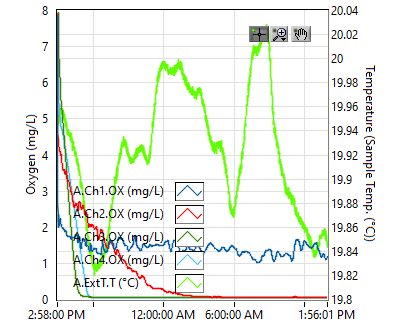 8
7
6
5
4
3
2
1
0
Oxygen (mg/L)
20.04
20.02
20
19.98
19.96
19.94
19.92
19.9
19.88
19.86
19.84
19.82
19.8
Temperature (Sample Temp. (°C))
A.Ch1.OX (mg/L)
A.Ch2.OX (mg/L)
A.Ch3.OX (mg/L)
A.Ch4.OX (mg/L)
A.ExtT.T (°C)
2:58:00 PM 12:00:00 AM 6:00:00 AM 1:56:01 PM